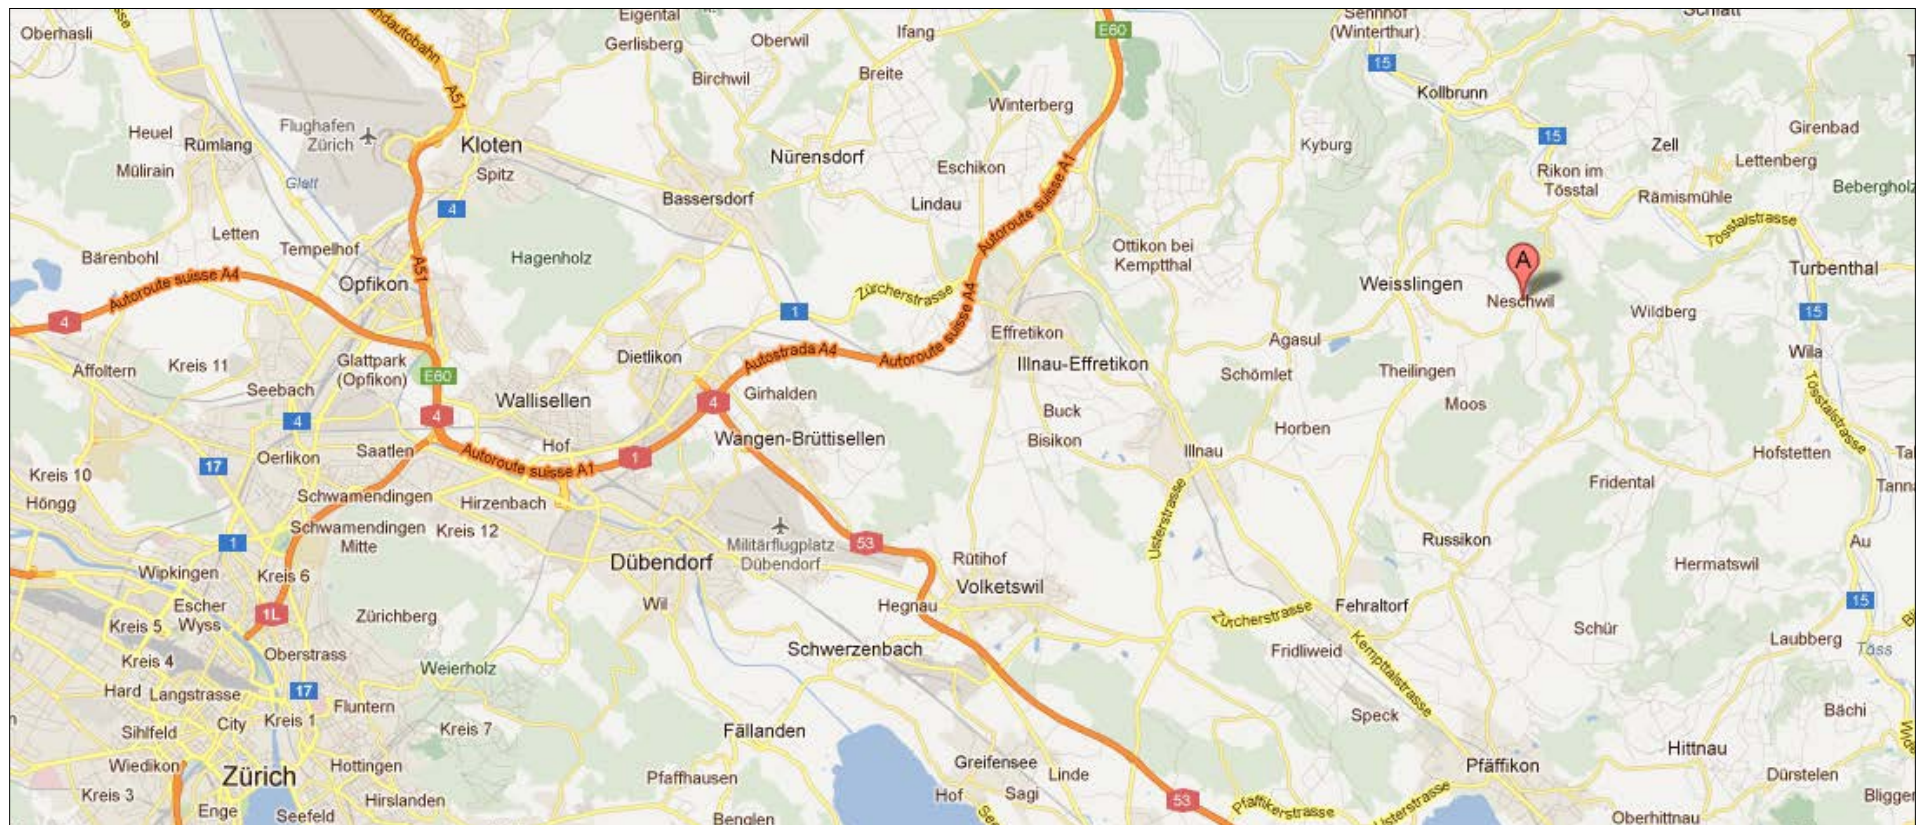 Oberhasli
Eigental
Gerlisberg
Oberwil
Ifang
E60
Sennhof
(Winterthur)
Schlatt
15
Birchwil
Breite
Kollbrunn
Winterberg
A51
Heuel
Rümlang
Flughafen
Zürich
Kloten
Nürensdorf
Kyburg
15
Zell
Girenbad
Lettenberg
Mülirain
Glatt
Spitz
Eschikon
Autoroute suisse A1
Rikon im
Tösstal
Rämismühle
Bebergholz
4
Bassersdorf
Lindau
Tösstalstrasse
Letten
Tempelhof
Bärenbohl
Hagenholz
Ottikon bei
Kemptthal
A
Autoroute suisse A4
A51
Opfikon
Zürcherstrasse
Autoroute suisse A4
Weisslingen
Neschwil
Turbenthal
4
1
Wildberg
15
Effretikon
Agasul
Affoltern
Kreis 11
Glattpark
(Opfikon)
Dietlikon
Autostrada A4
Autoroute suisse A4
Illnau-Effretikon
Wila
Seebach
E60
Schömlet
Theilingen
Tösstalstrasse
4
4
Wallisellen
4
Girhalden
Buck
Moos
Wangen-Brüttisellen
Bisikon
Horben
Saatlen
Hof
Autoroute suisse A1
1
Illnau
Hofstetten
17
Oerlikon
Kreis 10
Höngg
Schwamendingen
Hirzenbach
Usterstrasse
Fridental
Schwamendingen
Mitte
Kreis 12
1
Militärflugplatz
Dübendorf
53
Russikon
Au
Dübendorf
Rütihof
Hermatswil
Wipkingen
Kreis 6
Volketswil
Escher
Wyss
1L
Zürichberg
Wil
Hegnau
Zürcherstrasse
Fehraltorf
15
Kreis 5
Schür
Laubberg
Töss
Kreis 4
Oberstrass
Weierholz
Schwerzenbach
Fridliweid
Kempttalstrasse
Hard
Langstrasse
17
Fluntern
City
Kreis 1
Kreis 7
Fällanden
Speck
Bächi
Sihlfeld
Hittnau
Wiedikon
Zürich
Hottingen
Pfaffhausen
Greifensee
Linde
Pfäffikon
Dürstelen
Kreis 3
Hirslanden
Hof
Sagi
53
Pfäffikerstrasse
Usterstrasse
Enge
Seefeld
Benglen
Oberhittnau